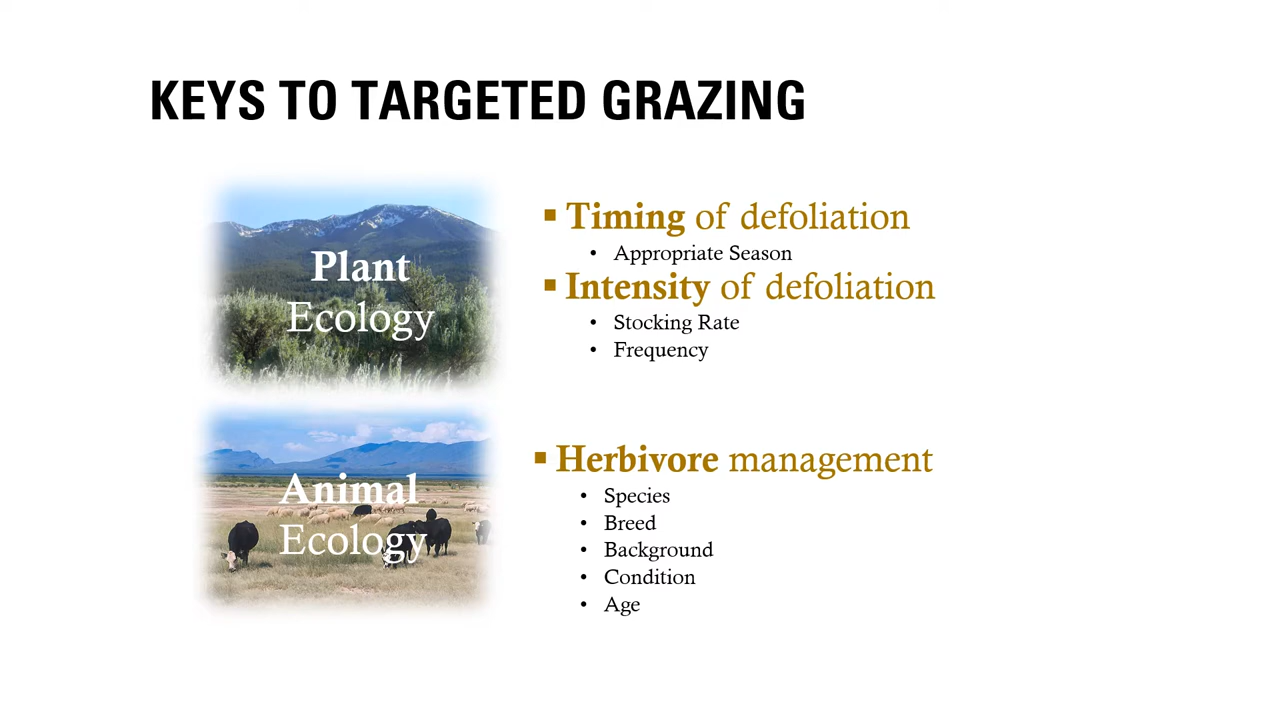 KEYS TO TARGETED GRAZING
Plant
Ecology
▪ Timing of defoliation
• Appropriate Season
▪ Intensity of defoliation
• Stocking Rate
• Frequency
Animal
Ecology
▪ Herbivore management
• Species
• Breed
• Background
• Condition
• Age